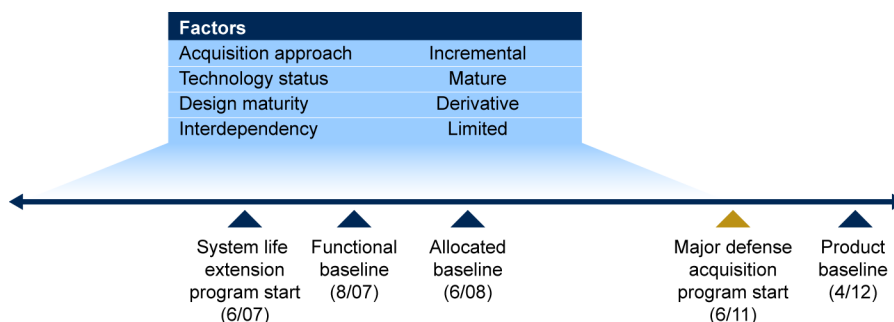 Factors
Acquisition approach Incremental
Technology status Mature
Design maturity Derivative
Interdependency Limited
System life
extension
program start
(6/07)
Functional
baseline
(8/07)
Allocated
baseline
(6/08)
Major defense
acquisition
program start
(6/11)
Product
baseline
(4/12)